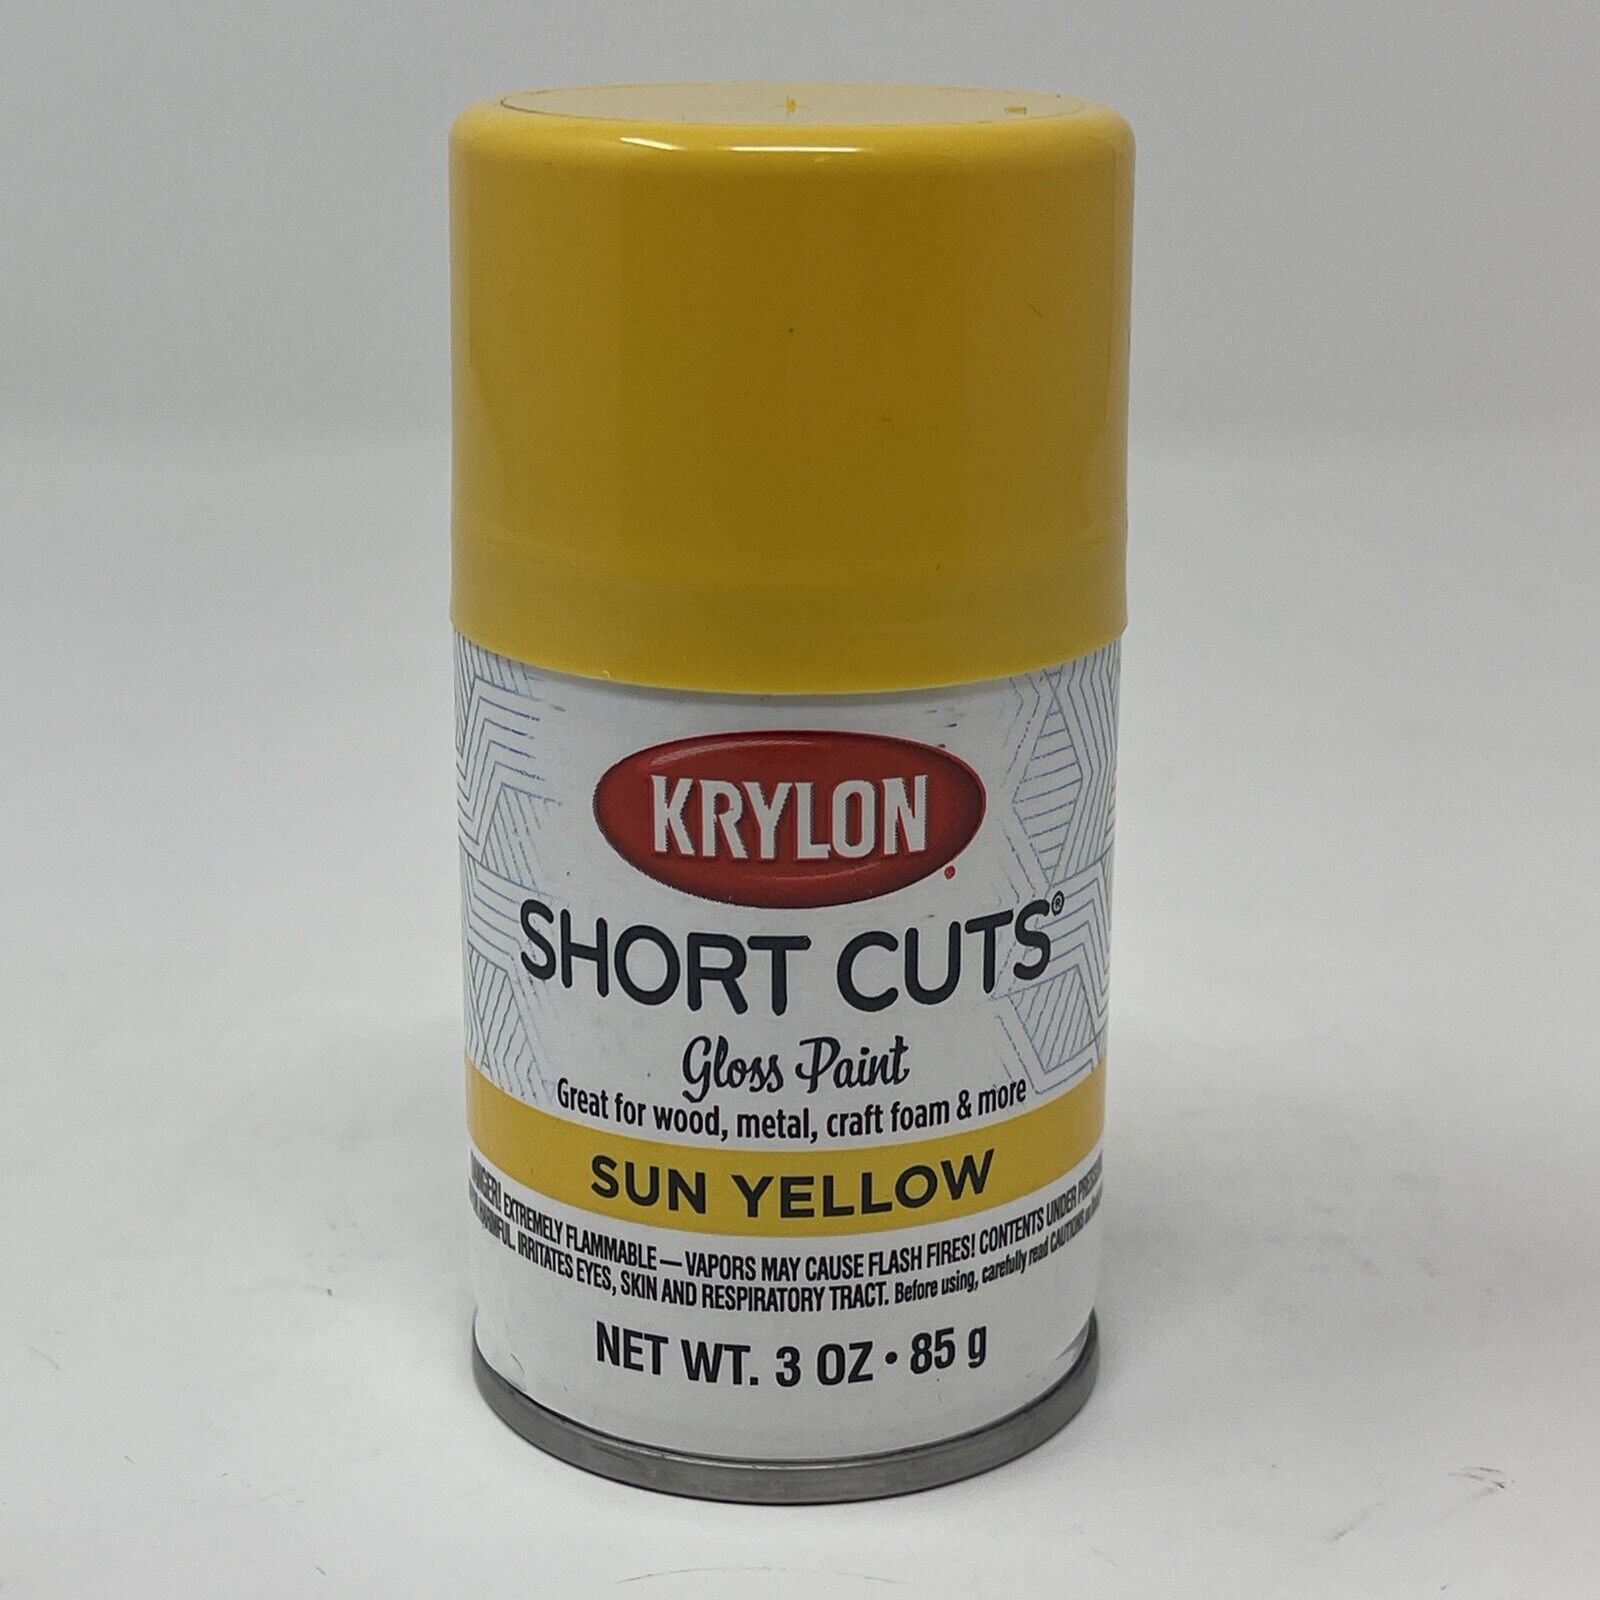 KRYLON
SHORT CUTS®
Gloss Paint
Great for wood, metal, craft foam & more
SUN YELLOW
EXTREMELY FLAMMABLE — VAPORS MAY CAUSE FLASH FIRES! CONTENTS UNDER
IRRITATES EYES, SKIN AND RESPIRATORY TRACT. Before using, carefully read CAUTIONS on
NET WT. 3 OZ • 85 g